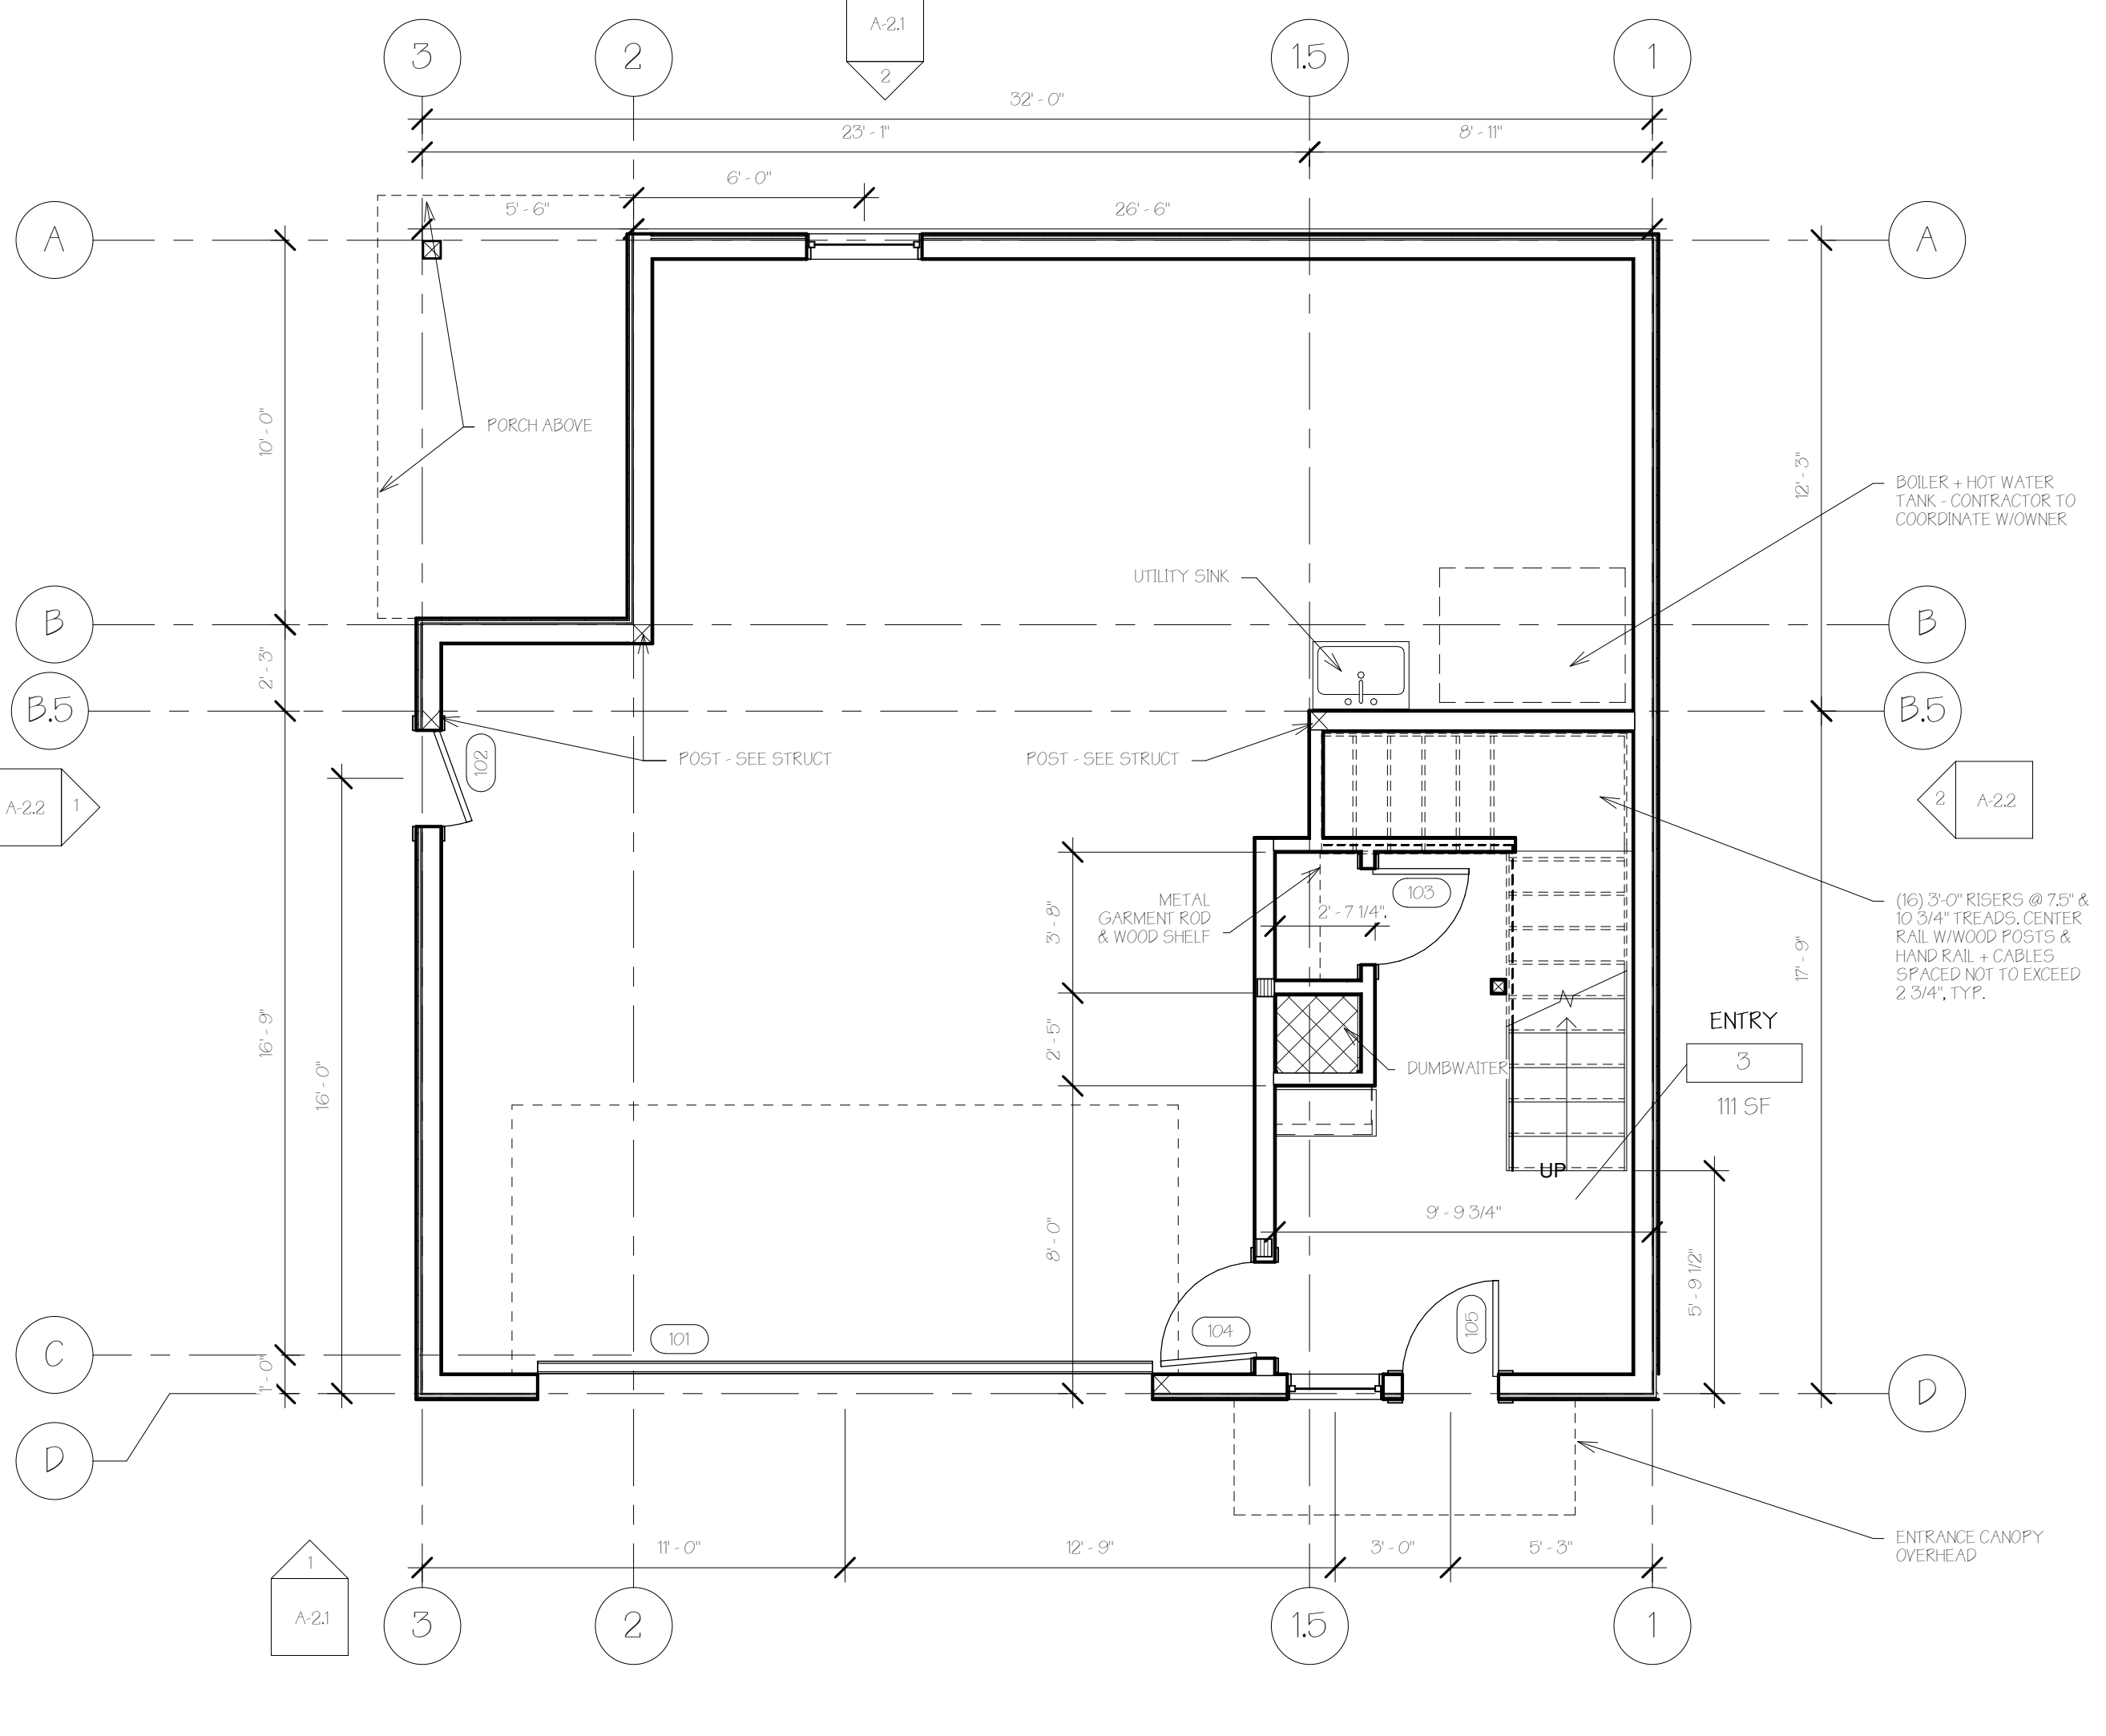 A-2.1
2
3
2
1.5
1
32' - 0"
23' - 1"
8' - 11"
6' - 0"
5' - 6"
26' - 6"
A
A
10' - 0"
PORCH ABOVE
12' - 3"
BOILER + HOT WATER
TANK - CONTRACTOR TO
COORDINATE W/OWNER
UTILITY SINK
B
B
2' - 3"
B.5
B.5
POST - SEE STRUCT
POST - SEE STRUCT
102
A-2.2
1
2
A-2.2
METAL
GARMENT ROD
& WOOD SHELF
103
2' - 7 1/4"
3' - 8"
(16) 3'-0" RISERS @ 7.5" &
10 3/4" TREADS. CENTER
RAIL W/WOOD POSTS &
HAND RAIL + CABLES
SPACED NOT TO EXCEED
2 3/4", TYP.
17' - 9"
16' - 9"
16' - 0"
2' - 5"
DUMBWAITER
ENTRY
3
111 SF
UP
9' - 9 3/4"
8' - 0"
5' - 9 1/2"
101
104
105
C
1' - 0"
D
D
ENTRANCE CANOPY
OVERHEAD
11' - 0"
12' - 9"
3' - 0"
5' - 3"
1
A-2.1
3
2
1.5
1